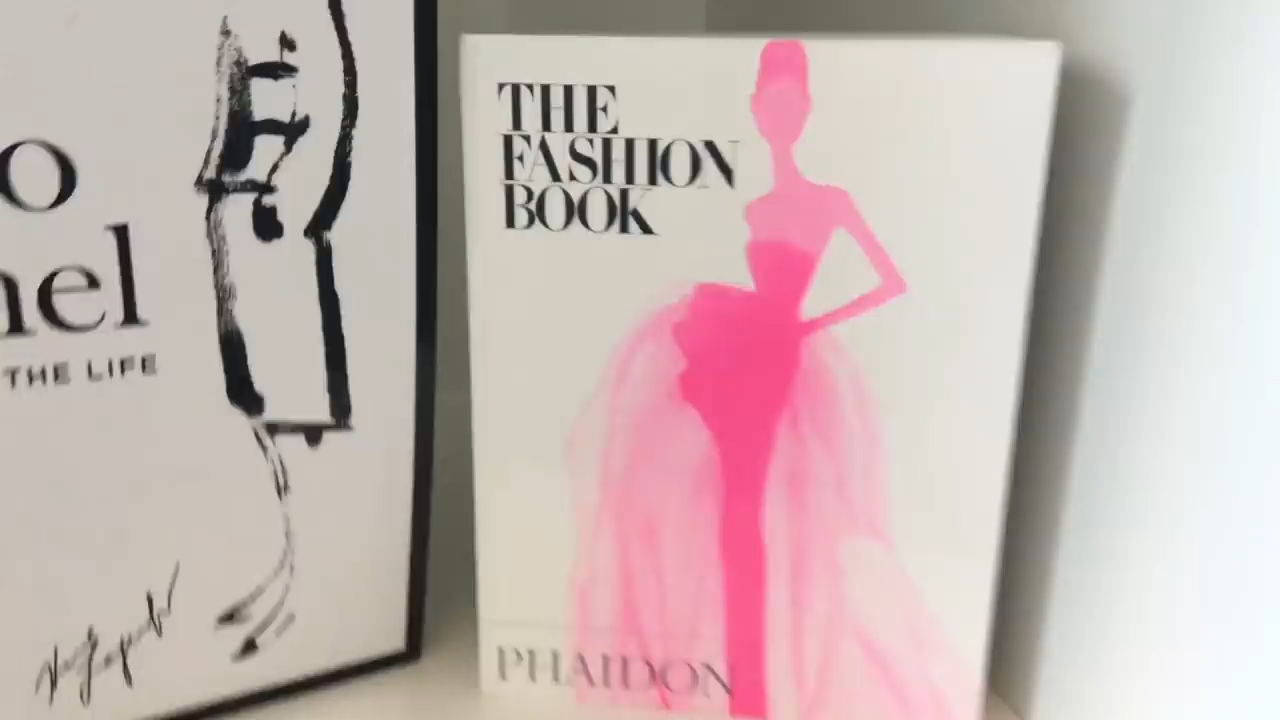 o
nel
THE LIFE
THE
FASHION
BOOK
PHAIDON